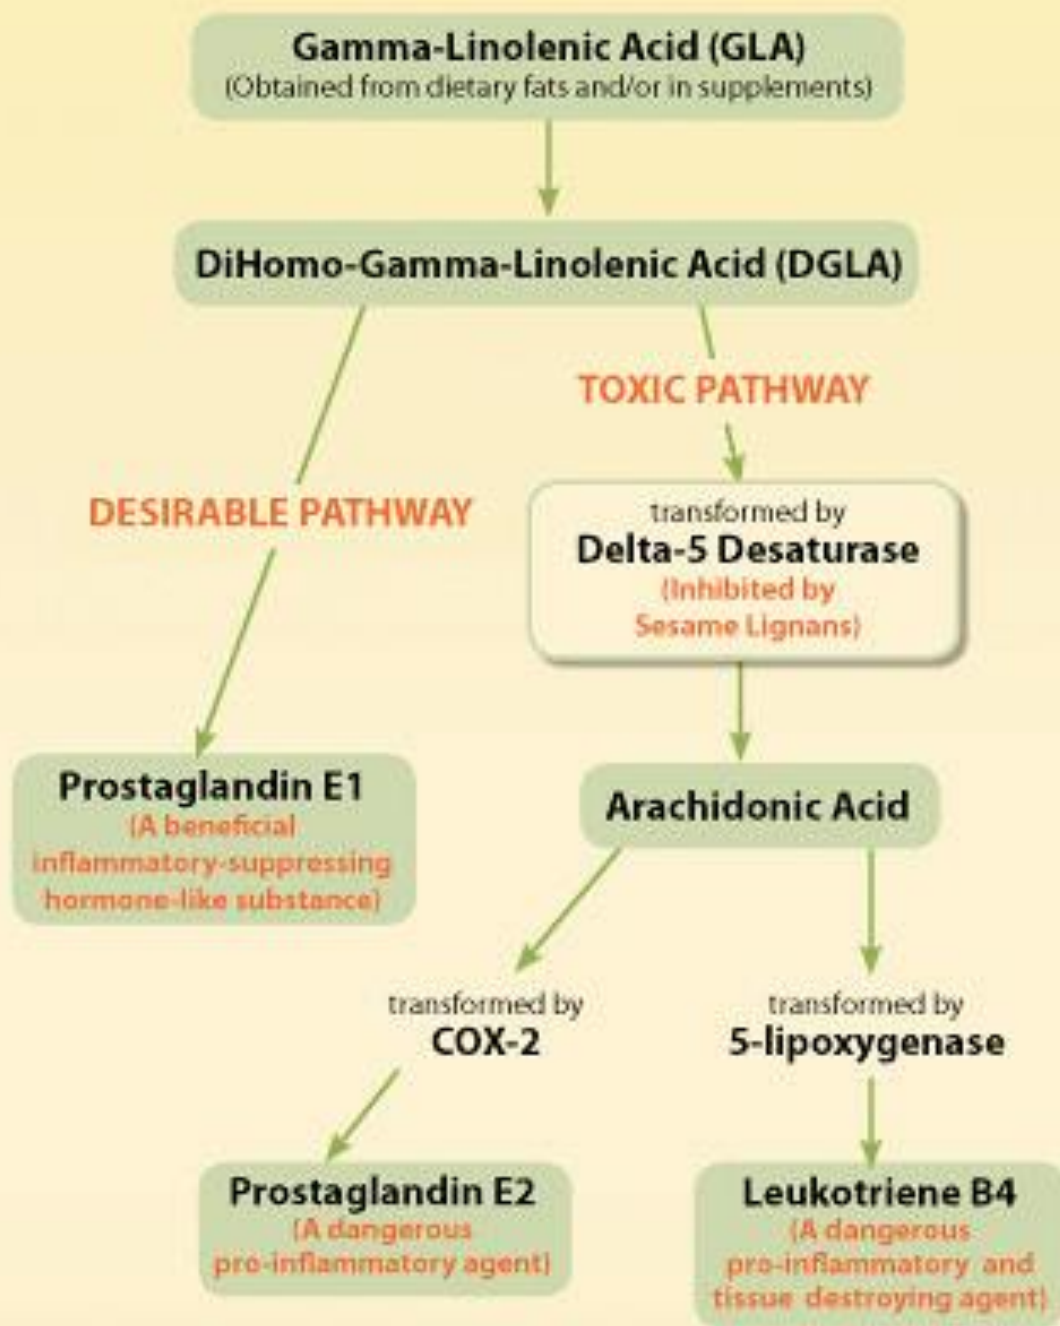 Gamma-Linolenic Acid (GLA)
(Obtained from dietary fats and/or in supplements)
DiHomo-Gamma-Linolenic Acid (DGLA)
TOXIC PATHWAY
DESIRABLE PATHWAY
transformed by
Delta-5 Desaturase
(Inhibited by
Sesame Lignans)
Prostaglandin E1
(A beneficial
inflammatory-suppressing
hormone-like substance)
Arachidonic Acid
transformed by
COX-2
transformed by
5-lipoxygenase
Prostaglandin E2
(A dangerous
pro-inflammatory agent)
Leukotriene B4
(A dangerous
pro-inflammatory and
tissue destroying agent)